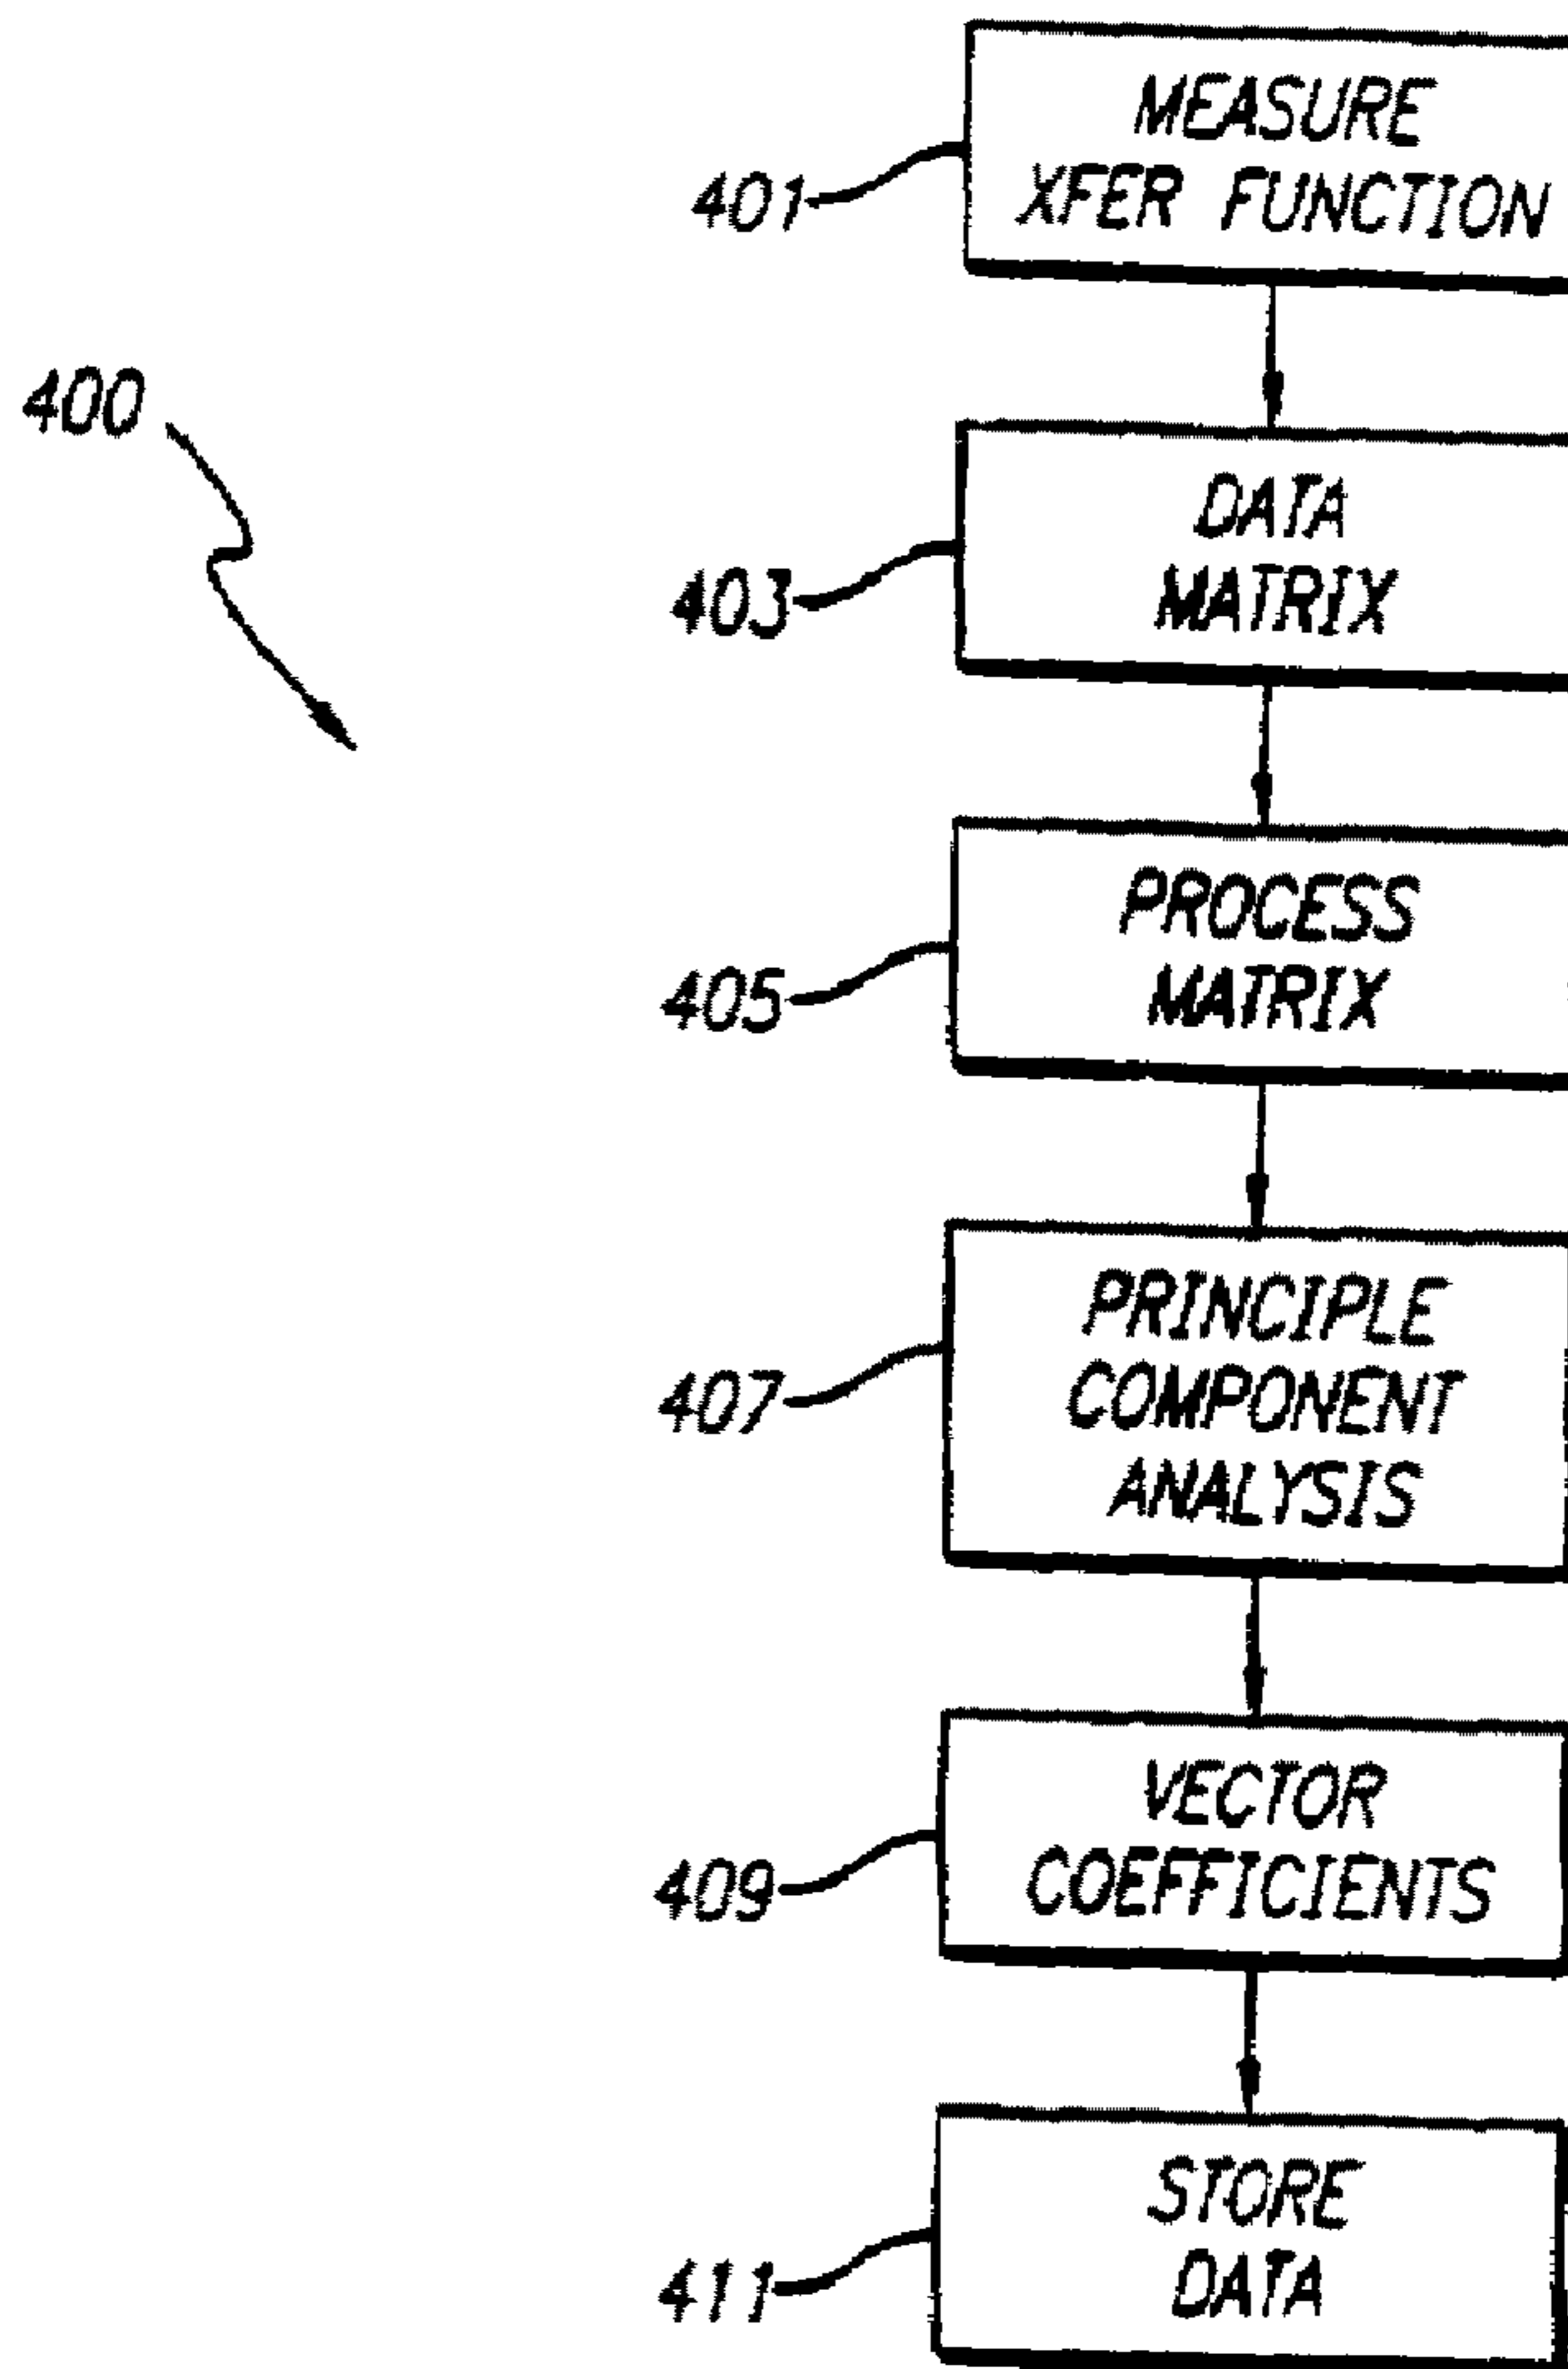 MEASURE
XFER FUNCTION
401
400
DATA
MATRIX
403
PROCESS
MATRIX
405
PRINCIPLE
COMPONENT
ANALYSIS
407
VECTOR
COEFFICIENTS
409
STORE
DATA
411